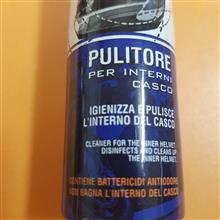 PULITORE
PER INTERNI
CASCO
IGIENIZZA E PULISCE
L'INTERNO DEL CASCO
CLEANER FOR THE INNER HELMET
DISINFECTS AND CLEANS UP
THE INNER HELMET
CONTIENE BATTERICIDI ANTIODORE
NON BAGNA L'INTERNO DEL CASCO